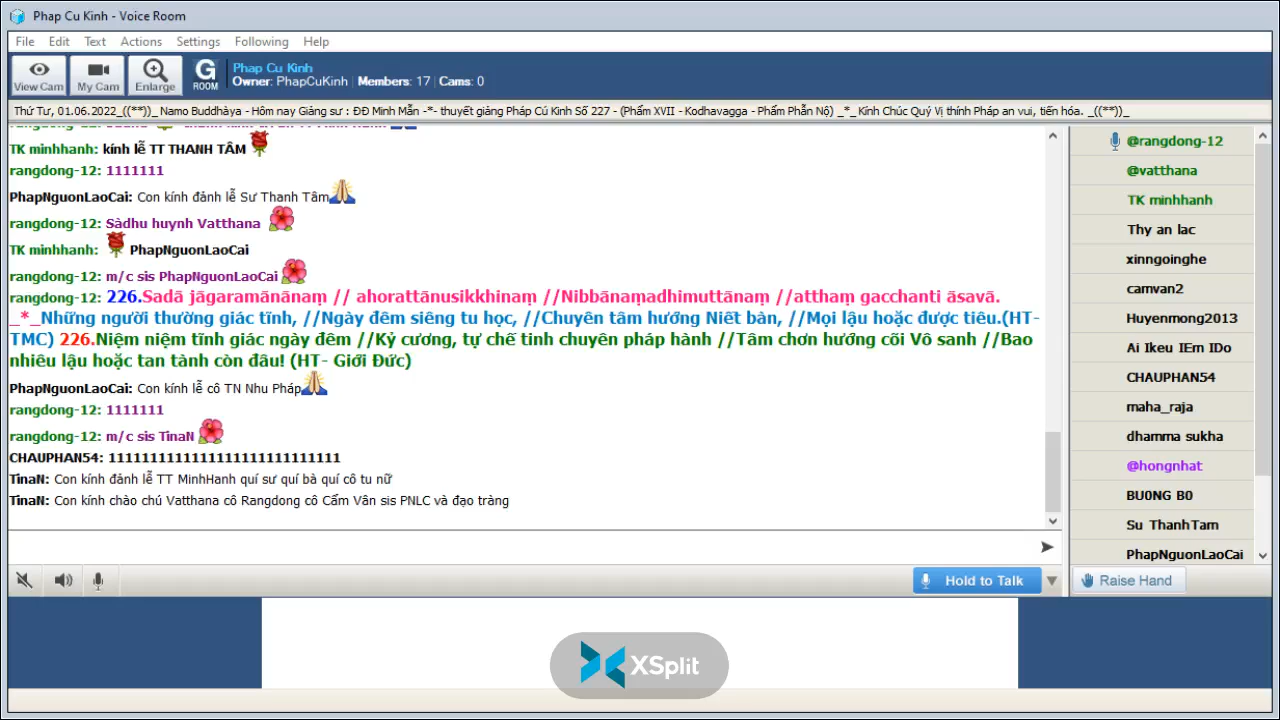 Phap Cu Kinh - Voice Room
File Edit Text Actions Settings Following Help
View Cam My Cam Enlarge G ROOM
Phap Cu Kinh
Owner: PhapCuKinh | Members: 17 | Cams: 0
Thứ Tư, 01.06.2022_((**))_ Namo Buddhàya - Hôm nay Giảng sư : ĐĐ Minh Mẫn -*- thuyết giảng Pháp Cú Kinh Số 227 - (Phẩm XVII - Kodhavagga - Phẩm Phẫn Nộ) _*_ Kính Chúc Quý Vị thính Pháp an vui, tiến hóa. _((**))_
TK minhhanh: kính lễ TT THANH TÂM
rangdong-12: 1111111
PhapNguonLaoCai: Con kính đảnh lễ Sư Thanh Tâm
rangdong-12: Sàdhu huynh Vatthana
TK minhhanh: PhapNguonLaoCai
rangdong-12: m/c sis PhapNguonLaoCai
rangdong-12: 226.Sadā jāgaramānānaṃ // ahorattānusikkhinaṃ //Nibbānaṃadhimuttānaṃ //atthaṃ gacchanti āsavā.
_*_Những người thường giác tĩnh, //Ngày đêm siêng tu học, //Chuyên tâm hướng Niết bàn, //Mọi lậu hoặc được tiêu.(HT-
TMC) 226.Niệm niệm tĩnh giác ngày đêm //Kỷ cương, tự chế tinh chuyên pháp hành //Tâm chơn hướng cõi Vô sanh //Bao
nhiêu lậu hoặc tan tành còn đâu! (HT- Giới Đức)
PhapNguonLaoCai: Con kính lễ cô TN Nhu Pháp
rangdong-12: 1111111
rangdong-12: m/c sis TinaN
CHAUPHAN54: 1111111111111111111111111111
TinaN: Con kính đảnh lễ TT MinhHanh quí sư quí bà quí cô tu nữ
TinaN: Con kính chào chú Vatthana cô Rangdong cô Cẩm Vân sis PNLC và đạo tràng
@rangdong-12
@vatthana
TK minhhanh
Thy an lac
xinngoinghe
camvan2
Huyenmong2013
Ai Ikeu IEm IDo
CHAUPHAN54
maha_raja
dhamma sukha
@hongnhat
BU0NG B0
Su ThanhTam
PhapNguonLaoCai
Hold to Talk
Raise Hand
XSplit